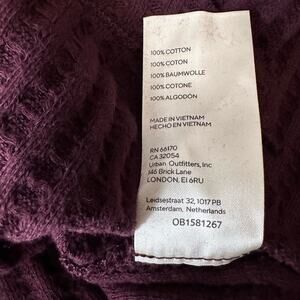 100% COTTON
100% COTON
100% BAUMWOLLE
100% COTONE
100% ALGODÓN
MADE IN VIETNAM
HECHO EN VIETNAM
RN 66170
CA 32054
Urban Outfitters, Inc
146 Brick Lane
LONDON, E1 6RU
Leidsestraat 32, 1017 PB
Amsterdam, Netherlands
OB1581267